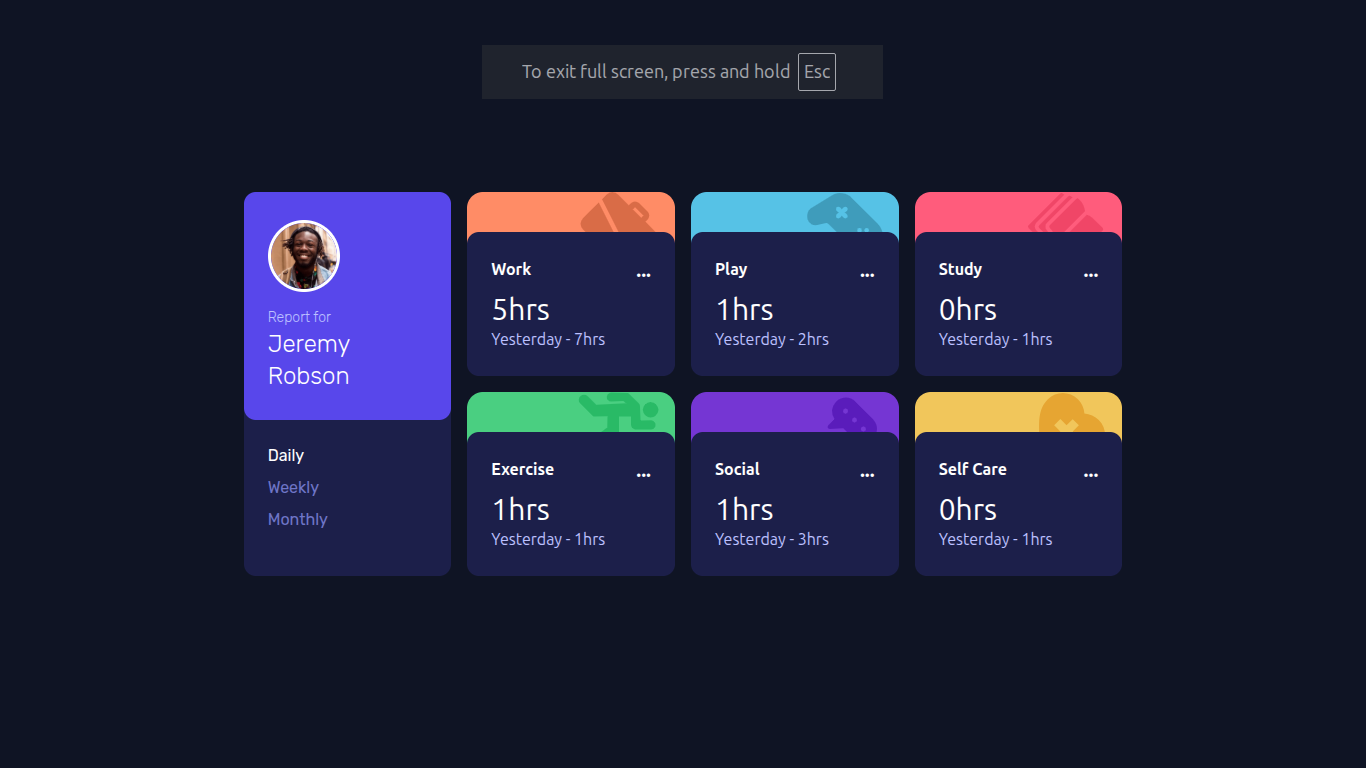 To exit full screen, press and hold Esc
Report for
Jeremy
Robson
Daily
Weekly
Monthly
Work
...
5hrs
Yesterday - 7hrs
Play
...
1hrs
Yesterday - 2hrs
Study
...
0hrs
Yesterday - 1hrs
Exercise
...
1hrs
Yesterday - 1hrs
Social
...
1hrs
Yesterday - 3hrs
Self Care
...
0hrs
Yesterday - 1hrs